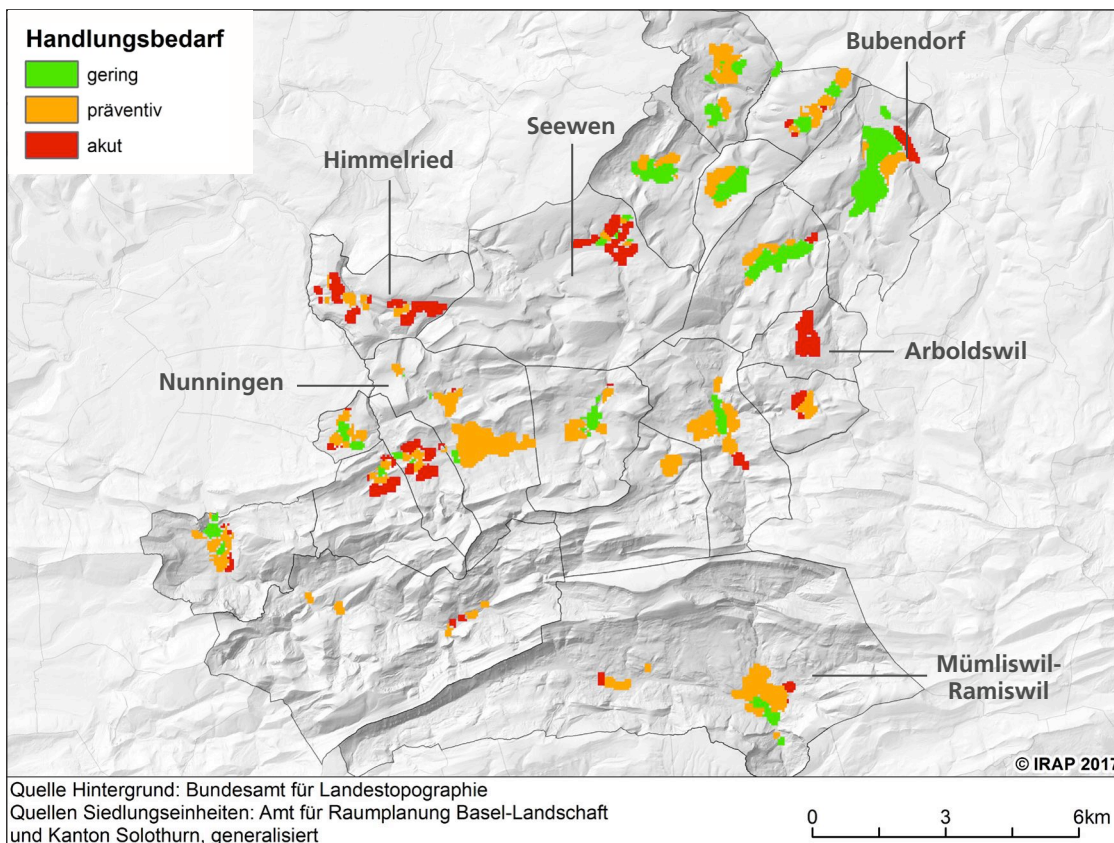 Handlungsbedarf
gering
präventiv
akut
Bubendorf
Seewen
Himmelried
Arboldswil
Nunningen
Mümliswil-
Ramiswil
© IRAP 2017
Quelle Hintergrund: Bundesamt für Landestopographie
Quellen Siedlungseinheiten: Amt für Raumplanung Basel-Landschaft
und Kanton Solothurn, generalisiert
0 3 6km